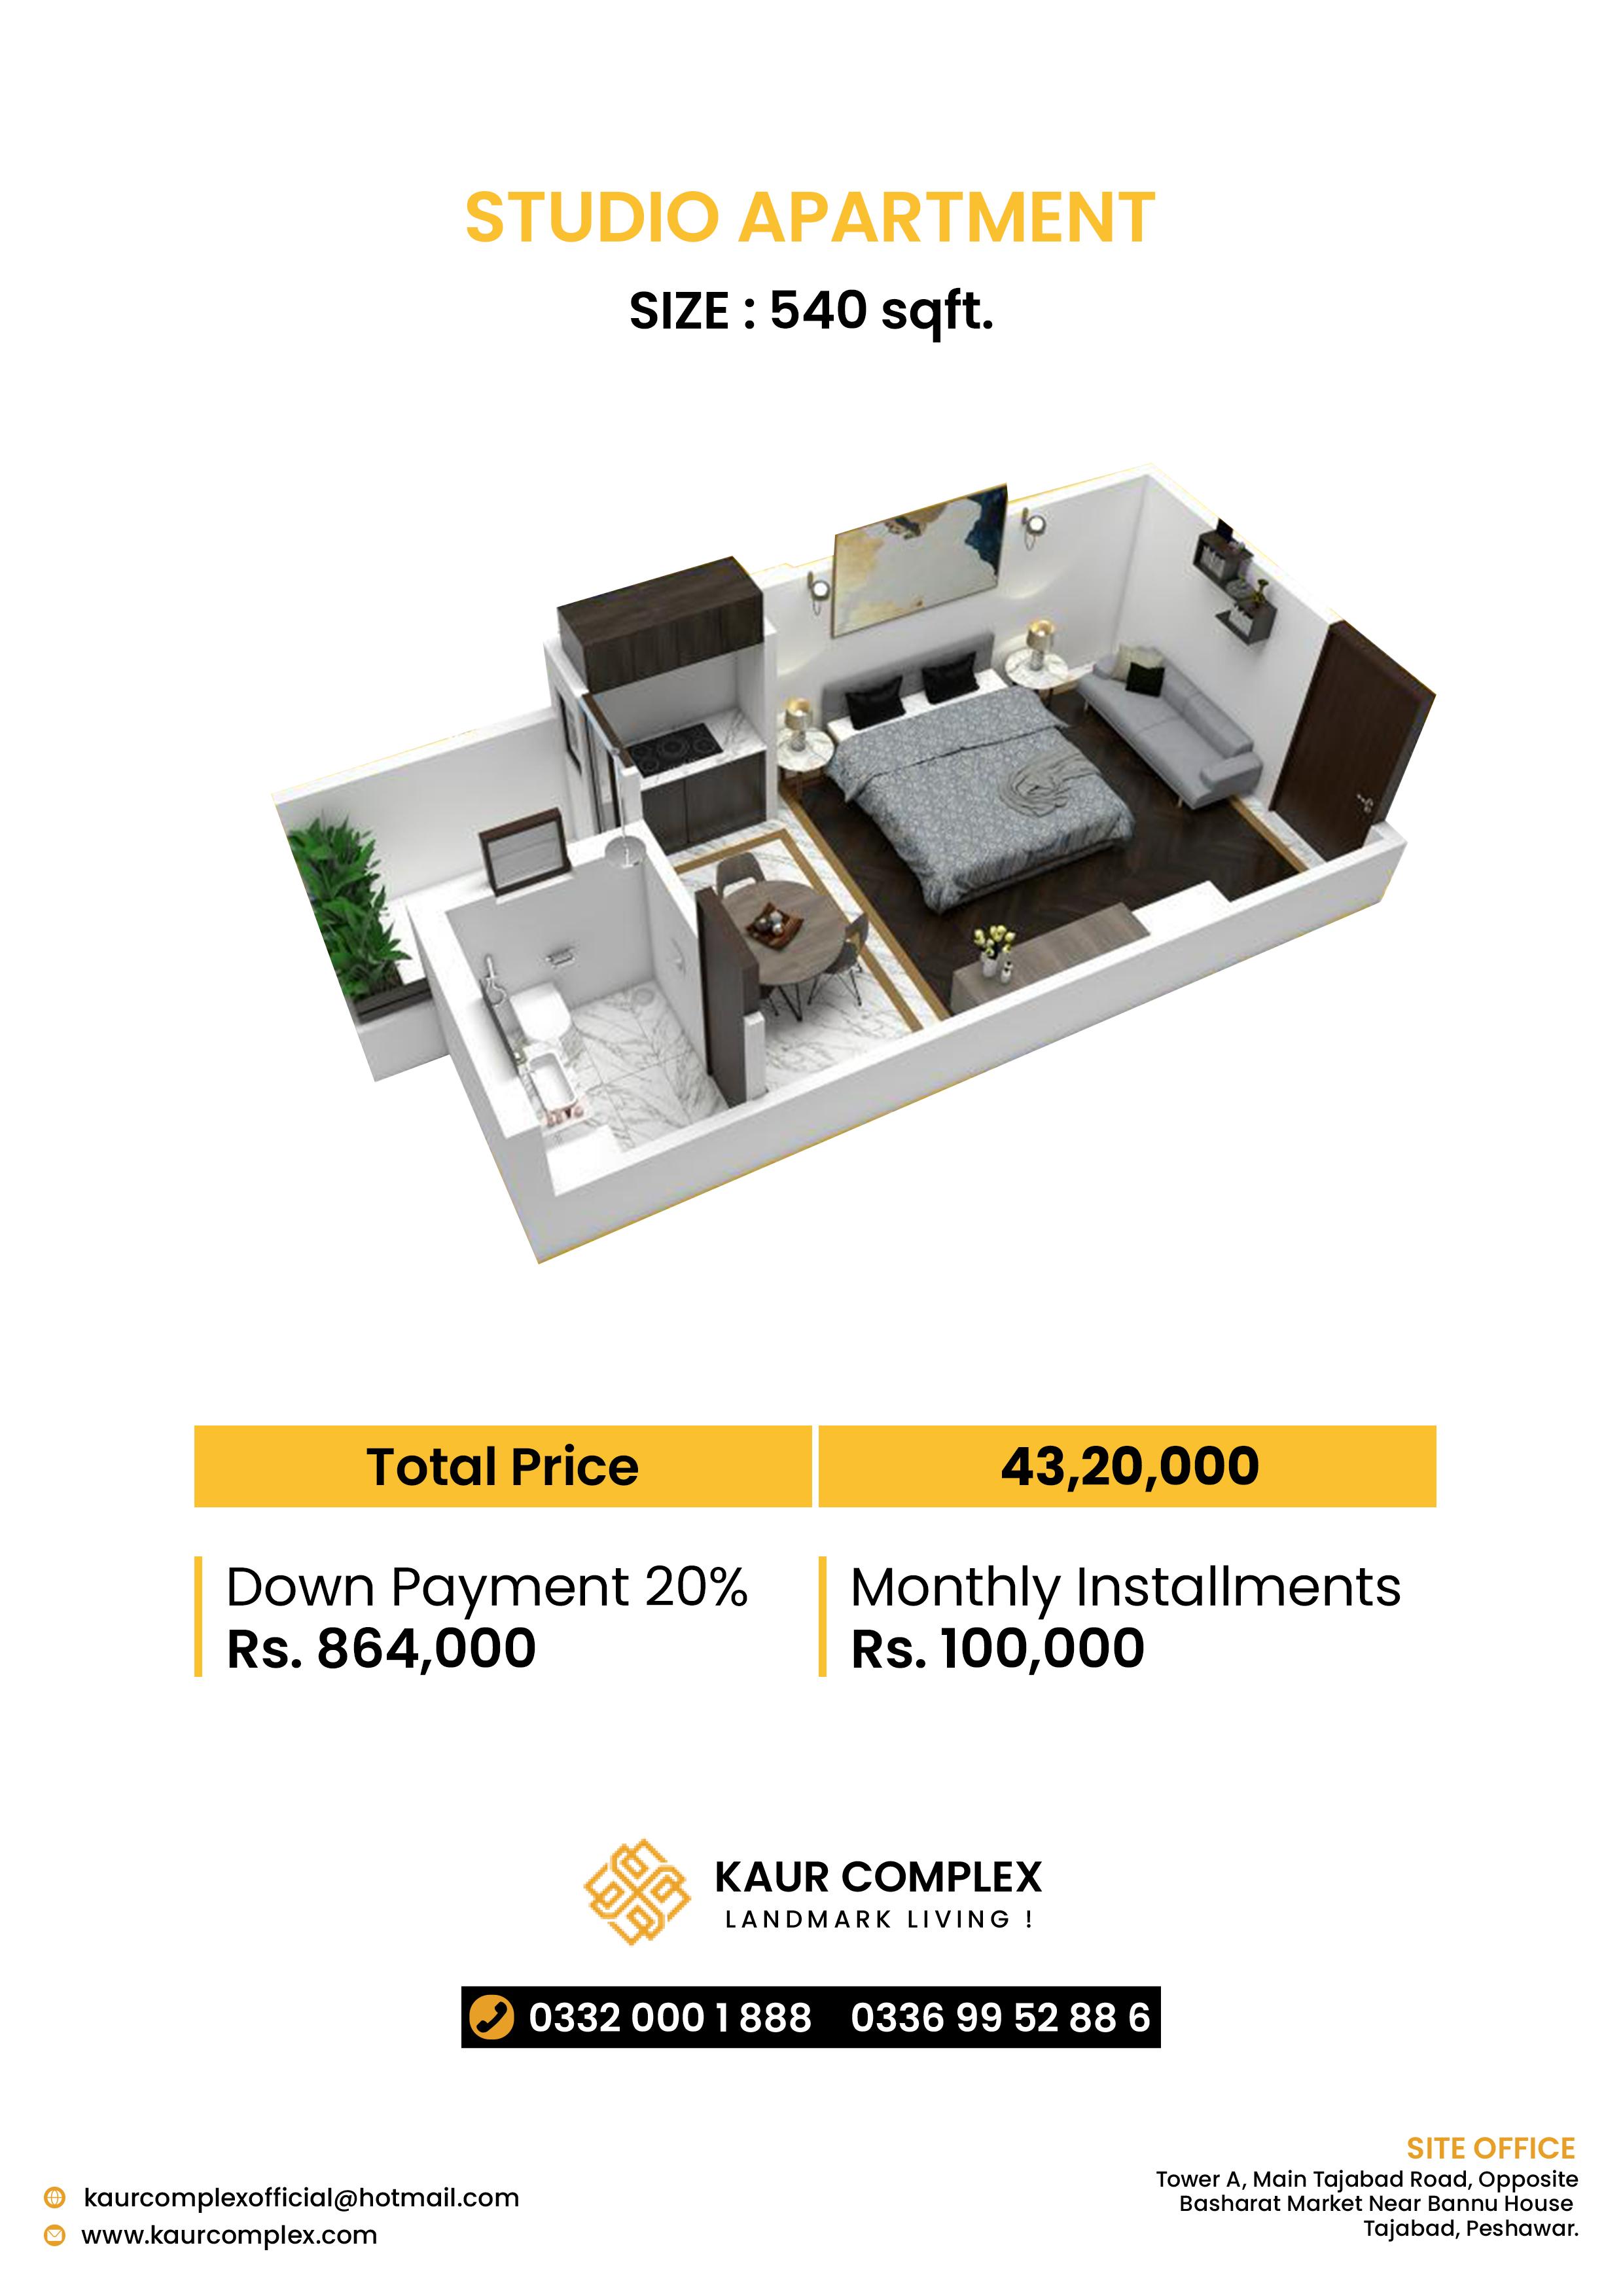 STUDIO APARTMENT
SIZE : 540 sqft.
Total Price
43,20,000
Down Payment 20%
Rs. 864,000
Monthly Installments
Rs. 100,000
KAUR COMPLEX
LANDMARK LIVING !
0332 000 1 888 0336 99 52 88 6
kaurcomplexofficial@hotmail.com
www.kaurcomplex.com
SITE OFFICE
Tower A, Main Tajabad Road, Opposite
Basharat Market Near Bannu House
Tajabad, Peshawar.